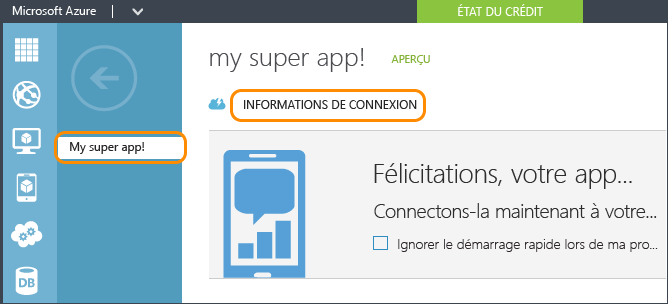 Microsoft Azure
ÉTAT DU CRÉDIT
my super app! APERÇU
INFORMATIONS DE CONNEXION
My super app!
Félicitations, votre app...
Connectons-la maintenant à votre...
Ignorer le démarrage rapide lors de ma pro...
DB